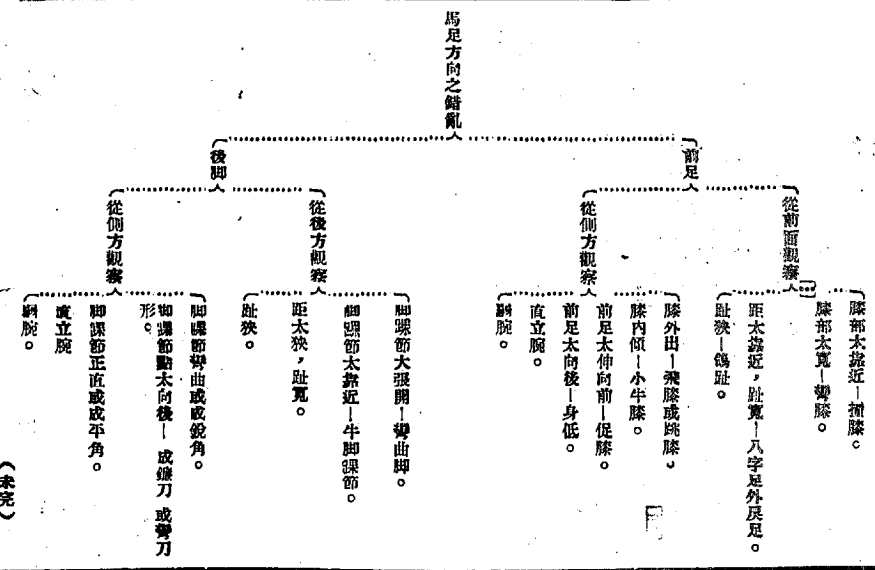 馬足方向之錯亂
前足
從前面觀察
膝部太靠近—撞膝。
膝部太寬—彎膝。
距太靠近,趾寬—八字足外戾足。
趾狹—鴿趾。
從側方觀察
膝外出—飛膝或跳膝。
膝內傾—小牛膝。
前足太伸向前—促膝。
前足太向後—身低。
直立腕。
腕。
後脚
從後方觀察
脚踝節大張開—彎曲脚。
脚踝節太靠近—牛脚踝節。
距太狹,趾寬。
趾狹。
從側方觀察
脚踝節彎曲或成銳角。
脚踝節點太向後—成鐮刀或彎刀
形。
脚踝節正直或成平角。
直立腕
腕。
(未完)